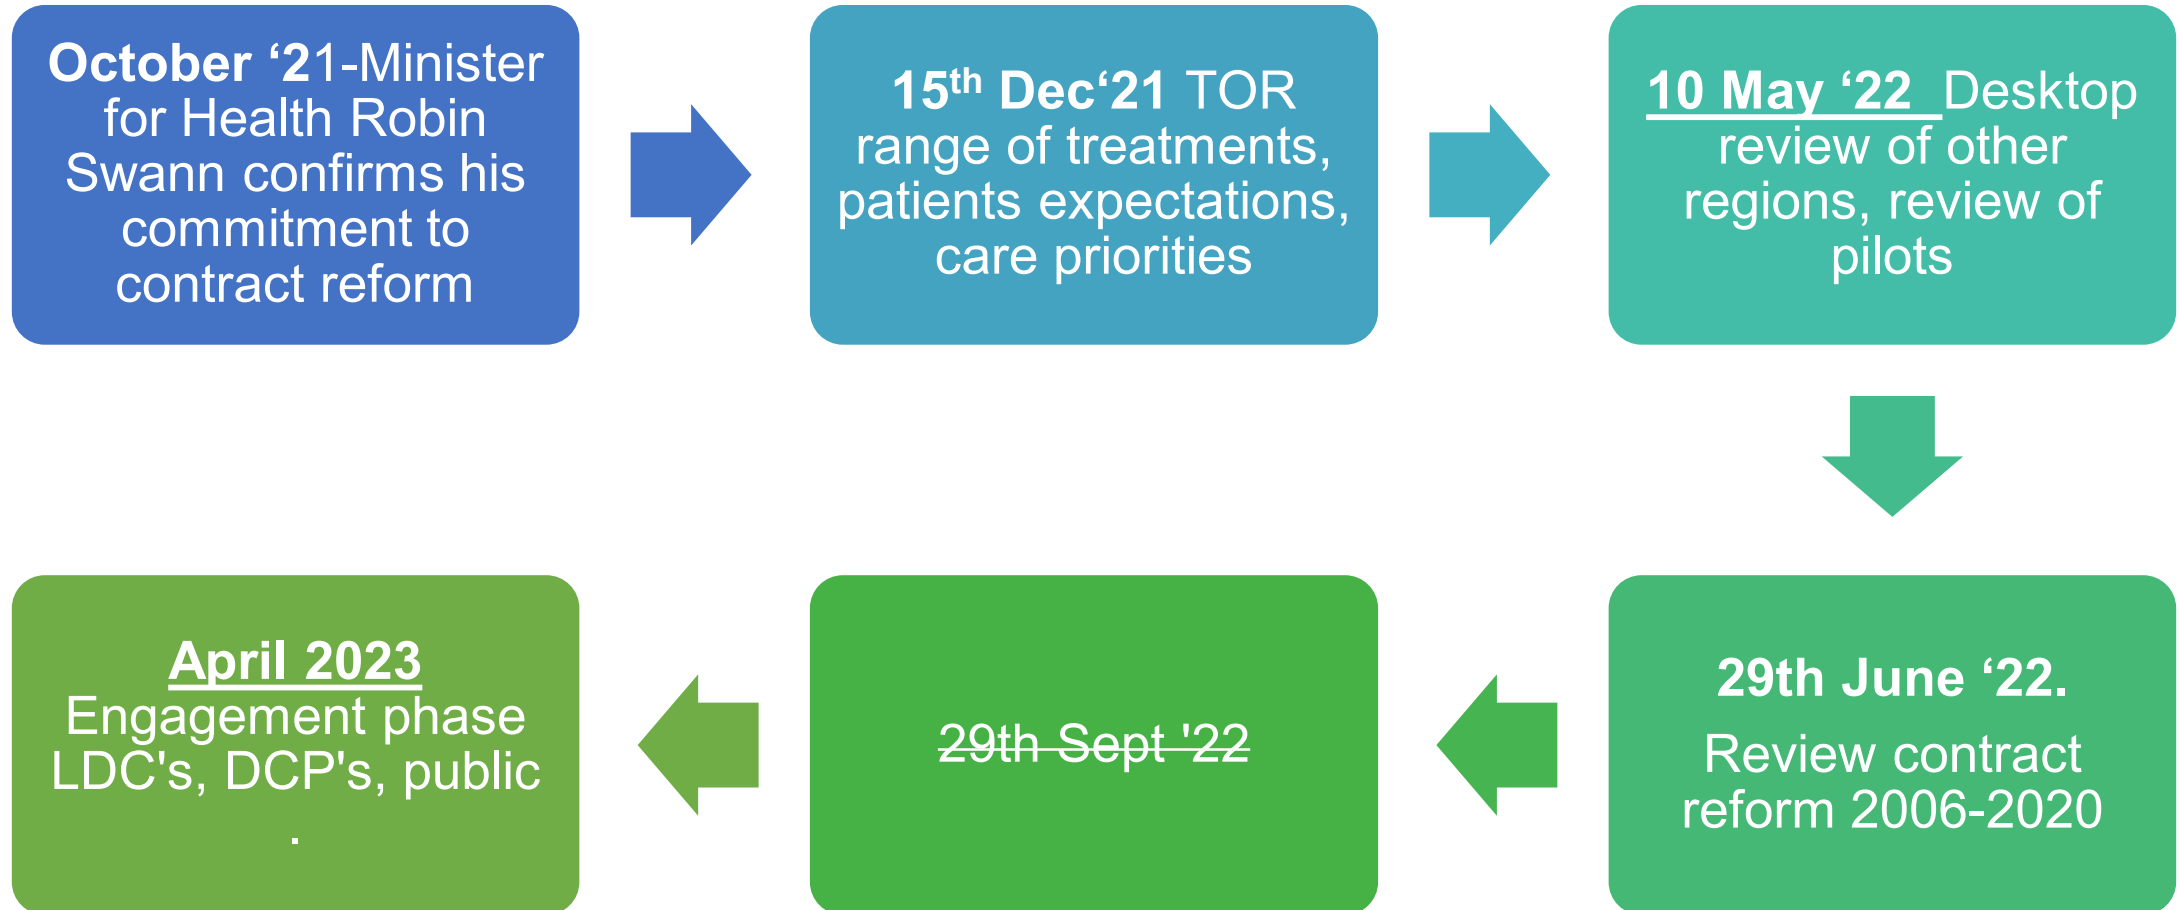 October ‘21-Minister
for Health Robin
Swann confirms his
commitment to
contract reform
15th Dec‘21 TOR
range of treatments,
patients expectations,
care priorities
10 May ‘22 Desktop
review of other
regions, review of
pilots
29th June ‘22.
Review contract
reform 2006-2020
29th Sept '22
April 2023
Engagement phase
LDC's, DCP's, public
.